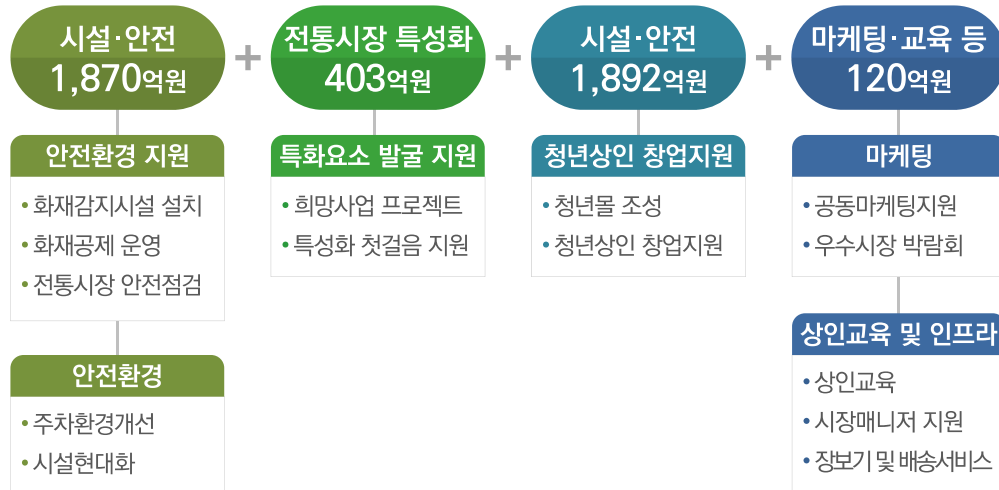 시설·안전
1,870억원
+
전통시장 특성화
403억원
+
시설·안전
1,892억원
+
마케팅·교육 등
120억원
안전환경 지원
• 화재감지시설 설치
• 화재공제 운영
• 전통시장 안전점검
안전환경
• 주차환경개선
• 시설현대화
특화요소 발굴 지원
• 희망사업 프로젝트
• 특성화 첫걸음 지원
청년상인 창업지원
• 청년몰 조성
• 청년상인 창업지원
마케팅
• 공동마케팅지원
• 우수시장 박람회
상인교육 및 인프라
• 상인교육
• 시장매니저 지원
• 장보기 및 배송서비스